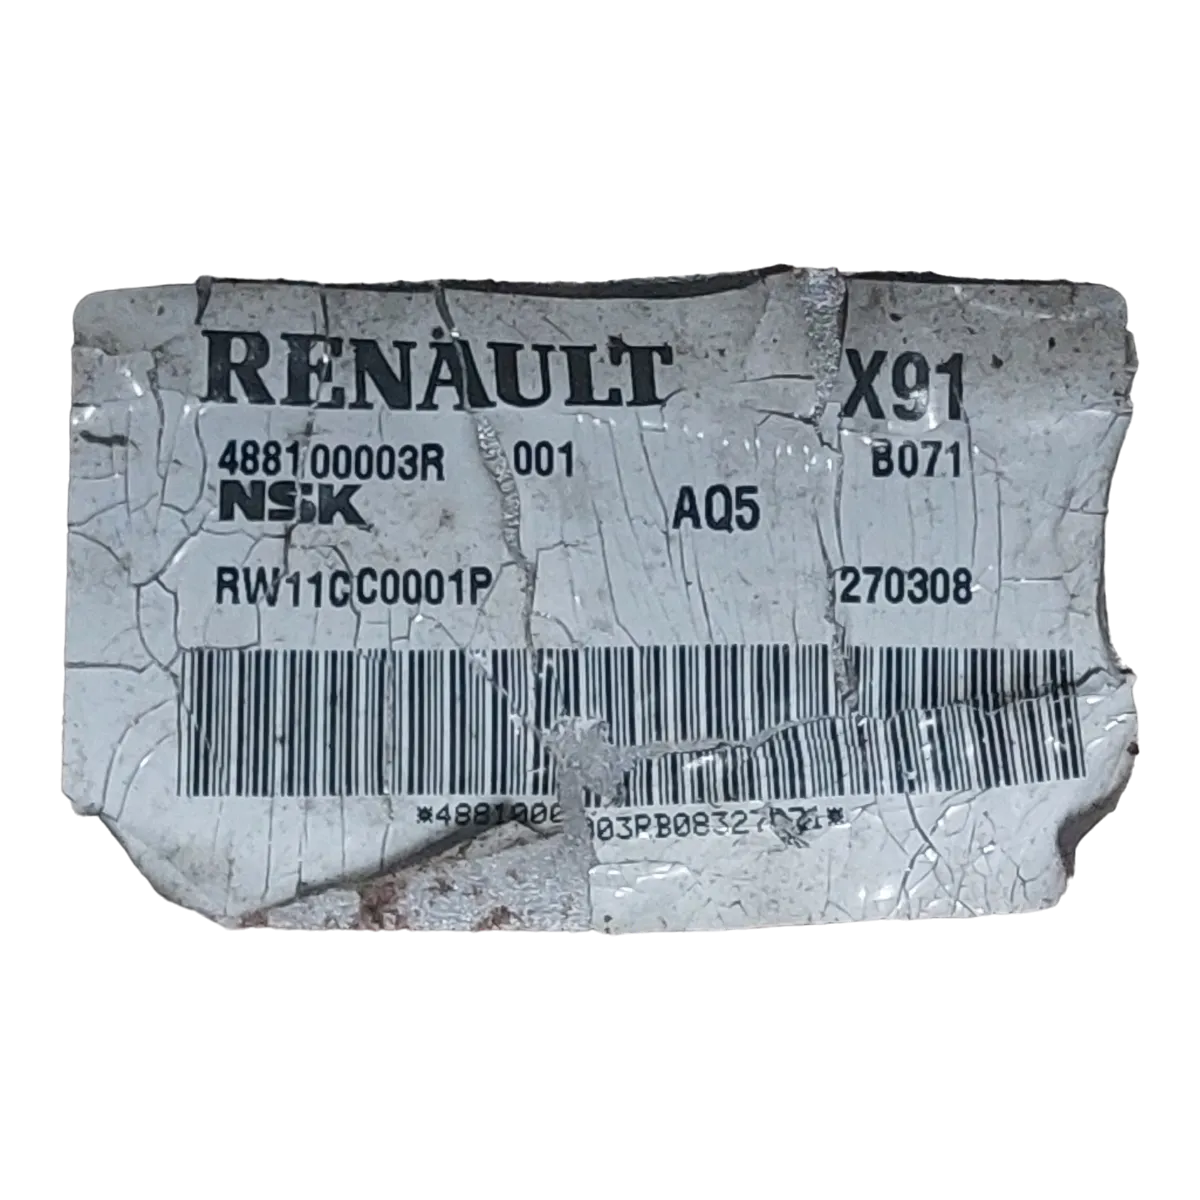 RENAULT X91
488100003R 001 B071
NSK AQ5
RW11CC0001P 270308